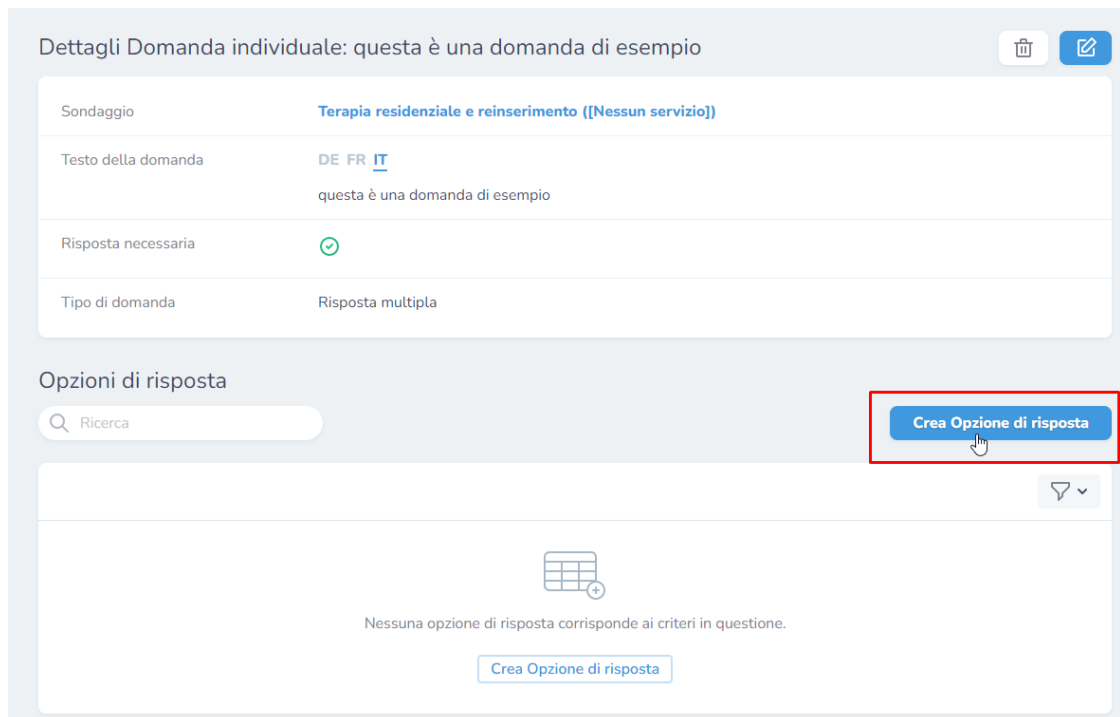 Dettagli Domanda individuale: questa è una domanda di esempio
Sondaggio
Terapia residenziale e reinserimento ([Nessun servizio])
Testo della domanda
DE FR IT
questa è una domanda di esempio
Risposta necessaria
Tipo di domanda
Risposta multipla
Opzioni di risposta
Ricerca
Crea Opzione di risposta
Nessuna opzione di risposta corrisponde ai criteri in questione.
Crea Opzione di risposta